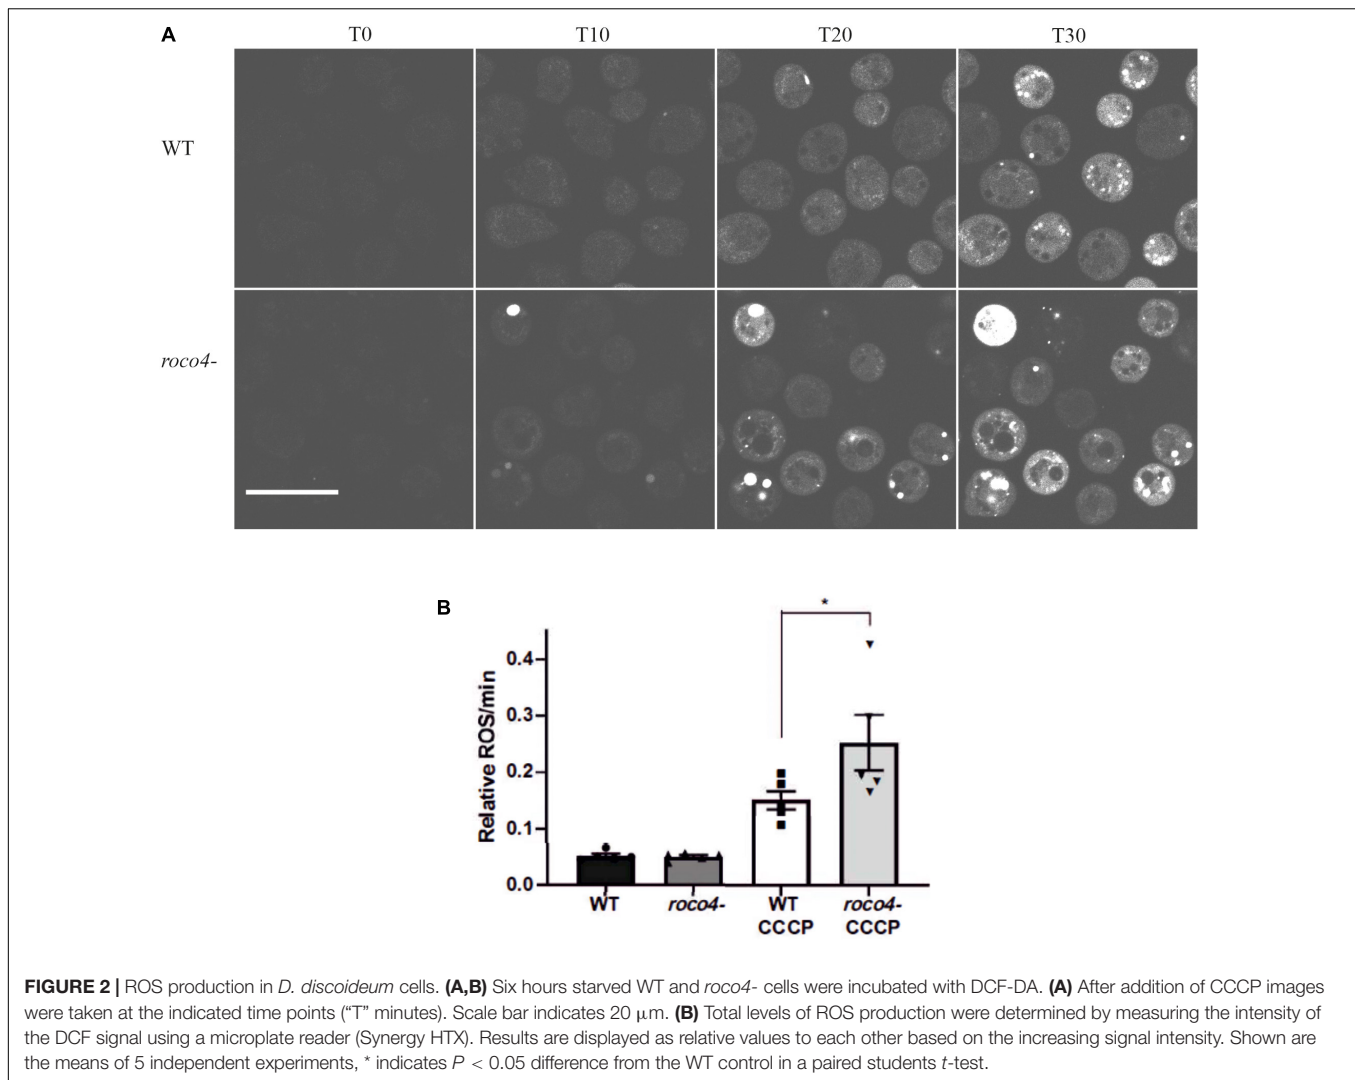 A
T0 T10 T20 T30
WT
roco4-
B
*
Relative ROS/min
0.4
0.3
0.2
0.1
0.0
WT roco4- WT roco4-
CCCP CCCP
FIGURE 2 | ROS production in D. discoideum cells. (A,B) Six hours starved WT and roco4- cells were incubated with DCF-DA. (A) After addition of CCCP images
were taken at the indicated time points (“T” minutes). Scale bar indicates 20 μm. (B) Total levels of ROS production were determined by measuring the intensity of
the DCF signal using a microplate reader (Synergy HTX). Results are displayed as relative values to each other based on the increasing signal intensity. Shown are
the means of 5 independent experiments, * indicates P < 0.05 difference from the WT control in a paired students t-test.